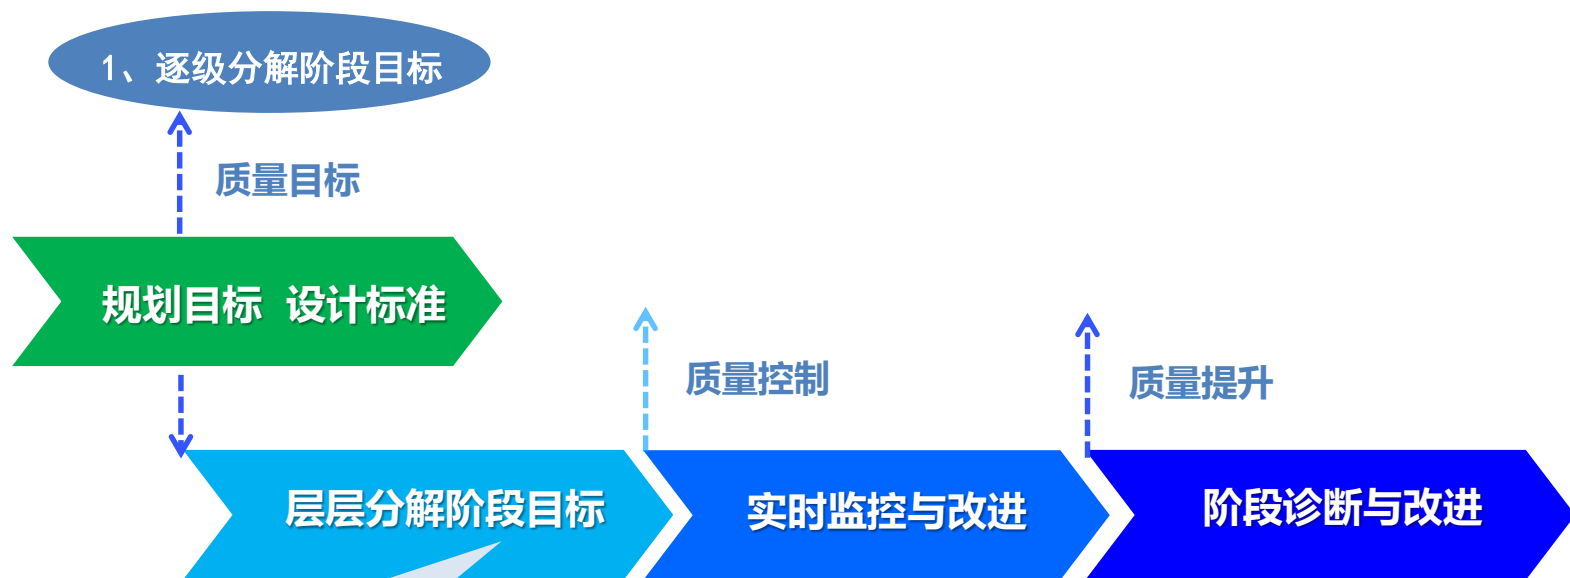 1、逐级分解阶段目标
质量目标
规划目标 设计标准
质量控制
质量提升
层层分解阶段目标
实时监控与改进
阶段诊断与改进